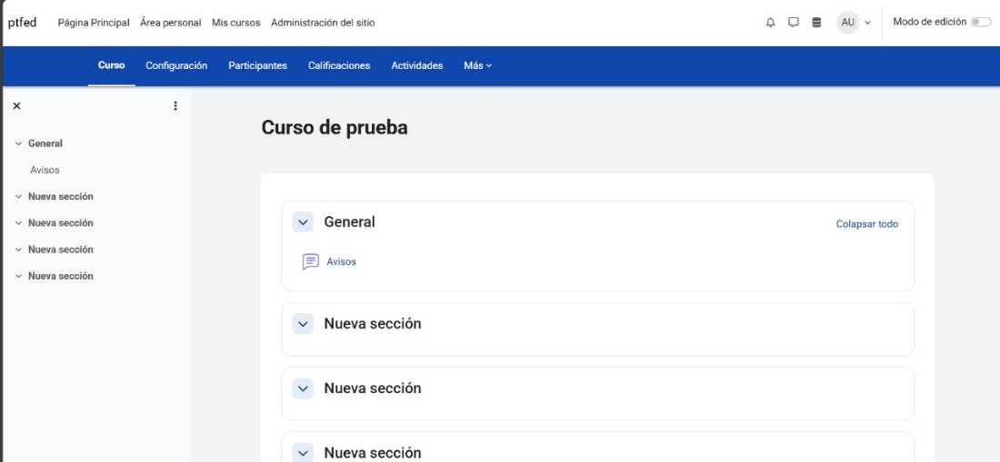 ptfed Página Principal Área personal Mis cursos Administración del sitio AU Modo de edición
Curso Configuración Participantes Calificaciones Actividades Más
General
Avisos
Nueva sección
Nueva sección
Nueva sección
Nueva sección
Curso de prueba
General Colapsar todo
Avisos
Nueva sección
Nueva sección
Nueva sección